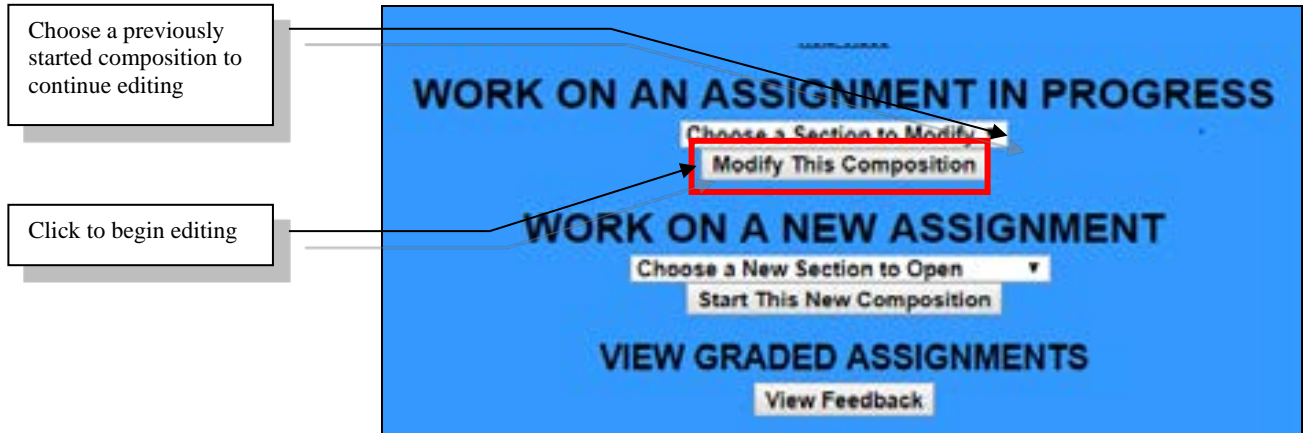 Choose a previously
started composition to
continue editing
WORK ON AN ASSIGNMENT IN PROGRESS
Choose a Section to Modify
Modify This Composition
Click to begin editing
WORK ON A NEW ASSIGNMENT
Choose a New Section to Open
Start This New Composition
VIEW GRADED ASSIGNMENTS
View Feedback